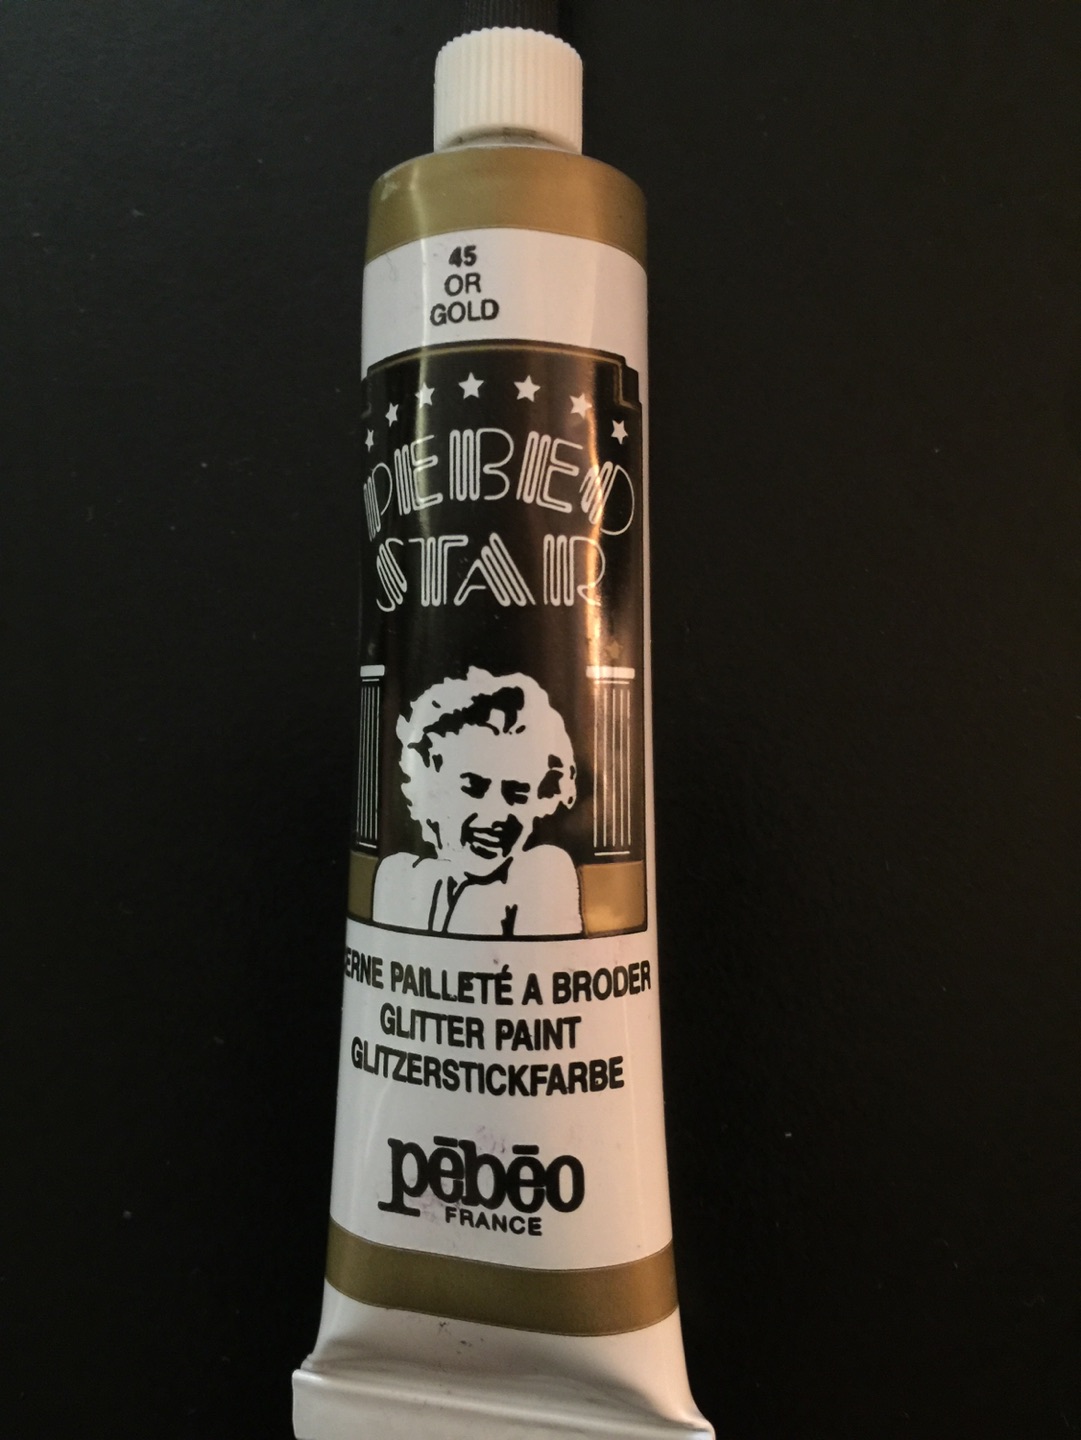 45
OR
GOLD
PEBEO
STAR
ERNE PAILLETÉ A BRODER
GLITTER PAINT
GLITZERSTICKFARBE
pēbēo
FRANCE